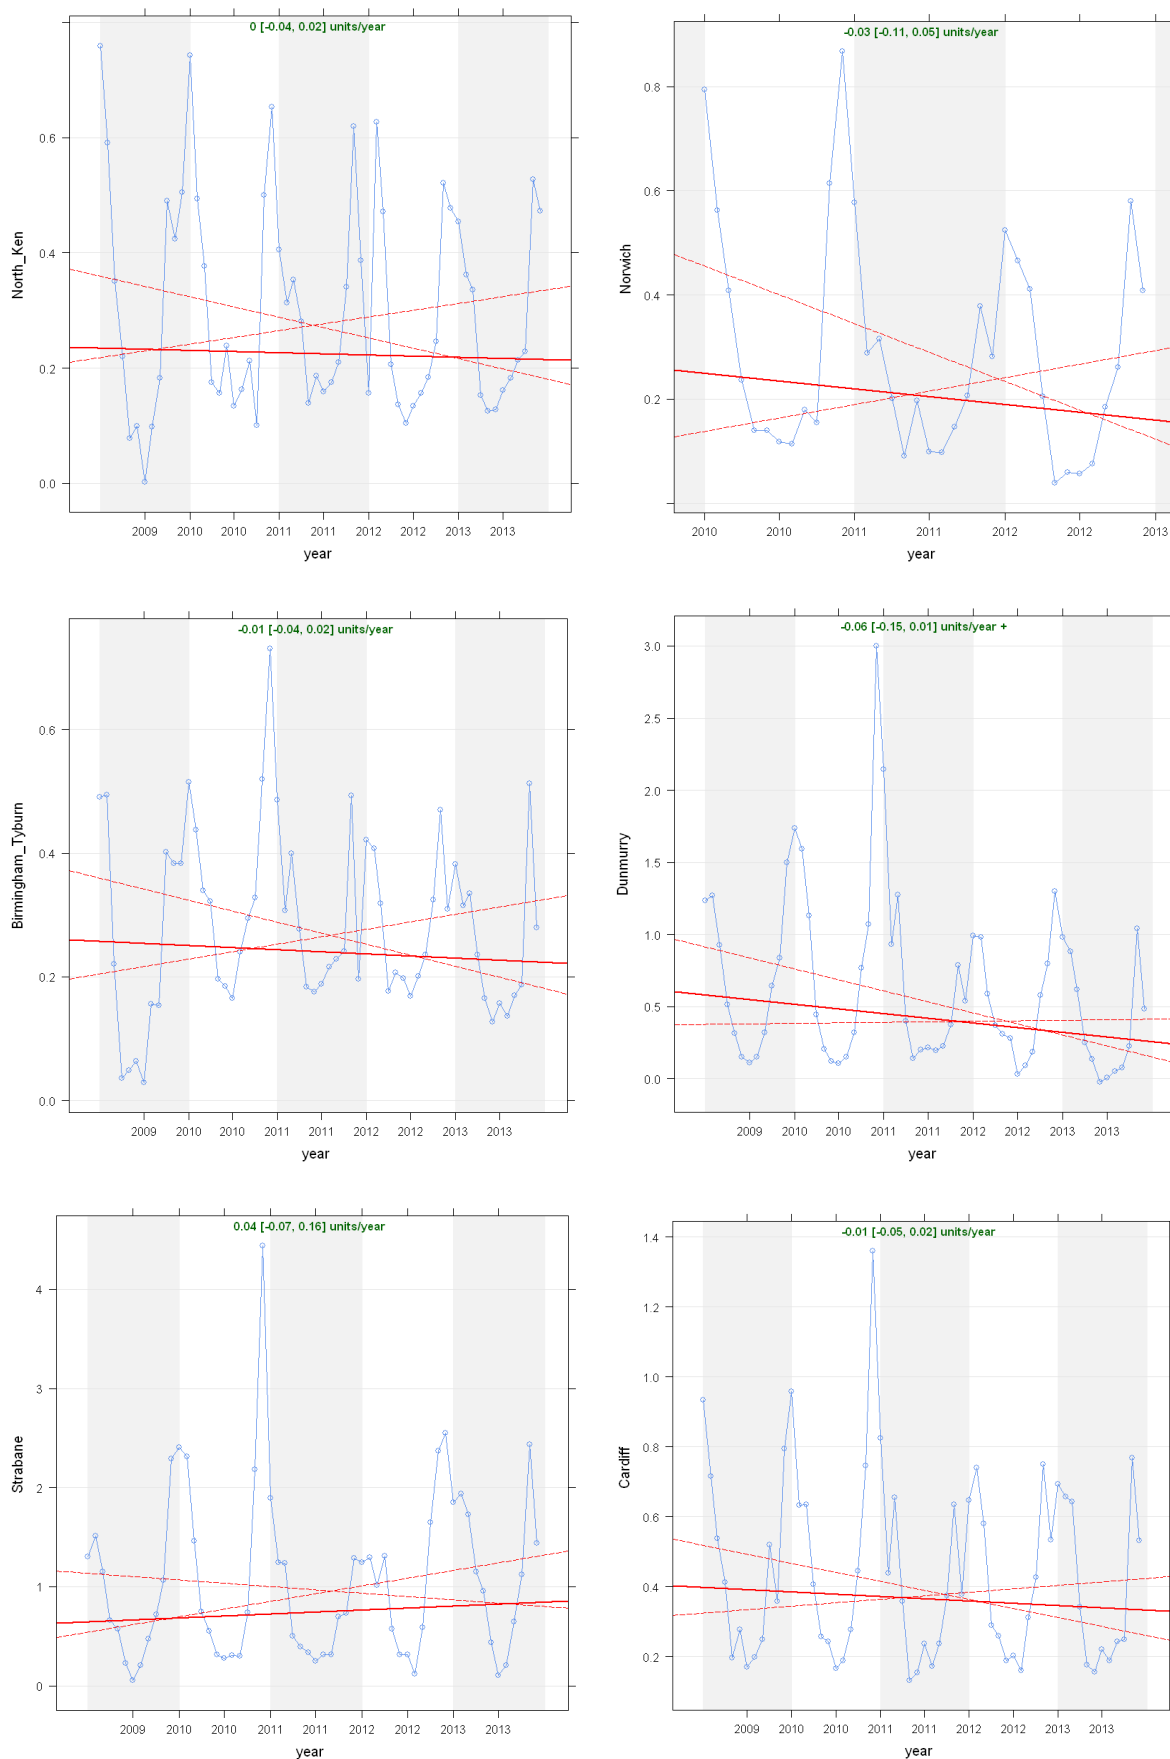 0 [-0.04, 0.02] units/year
North_Ken
0.6
0.4
0.2
0.0
2009 2010 2010 2011 2011 2012 2012 2013 2013
year
-0.03 [-0.11, 0.05] units/year
Norwich
0.8
0.6
0.4
0.2
2010 2010 2011 2011 2012 2012 2013
year
-0.01 [-0.04, 0.02] units/year
Birmingham_Tyburn
0.6
0.4
0.2
0.0
2009 2010 2010 2011 2011 2012 2012 2013 2013
year
-0.06 [-0.15, 0.01] units/year +
Dunmurry
3.0
2.5
2.0
1.5
1.0
0.5
0.0
2009 2010 2010 2011 2011 2012 2012 2013 2013
year
0.04 [-0.07, 0.16] units/year
Strabane
4
3
2
1
0
2009 2010 2010 2011 2011 2012 2012 2013 2013
year
-0.01 [-0.05, 0.02] units/year
Cardiff
1.4
1.2
1.0
0.8
0.6
0.4
0.2
2009 2010 2010 2011 2011 2012 2012 2013 2013
year